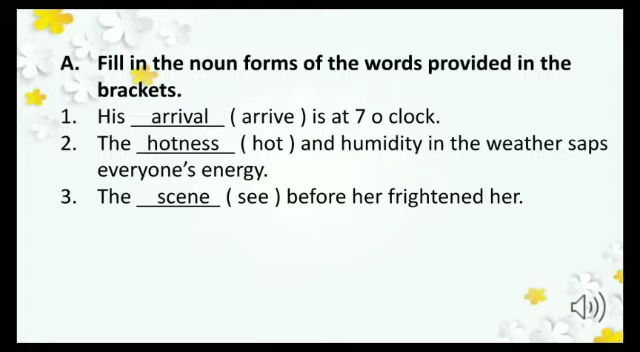 A. Fill in the noun forms of the words provided in the
brackets.
1. His __arrival__ ( arrive ) is at 7 o clock.
2. The _hotness__ ( hot ) and humidity in the weather saps
everyone’s energy.
3. The __scene_ ( see ) before her frightened her.